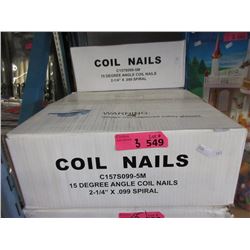 COIL NAILS
C157S099-5M
15 DEGREE ANGLE COIL NAILS
2-1/4" X .099 SPIRAL
WARNING
3 549
COIL NAILS
C157S099-5M
15 DEGREE ANGLE COIL NAILS
2-1/4" X .099 SPIRAL